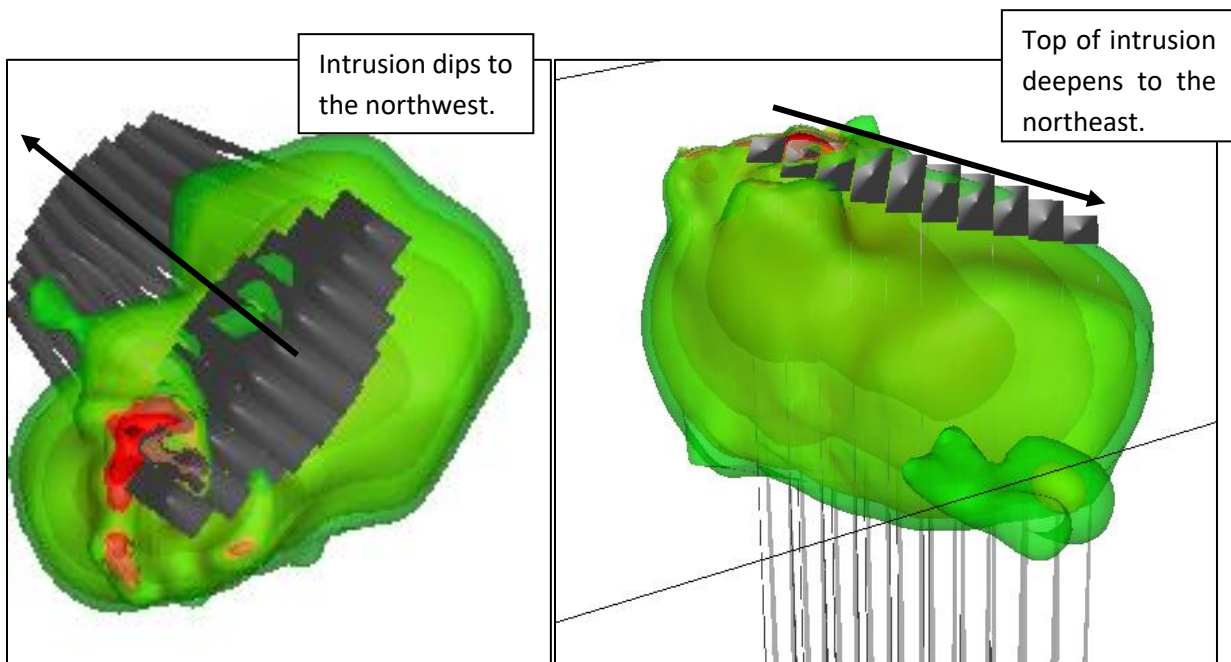 Intrusion dips to
the northwest.
Top of intrusion
deepens to the
northeast.